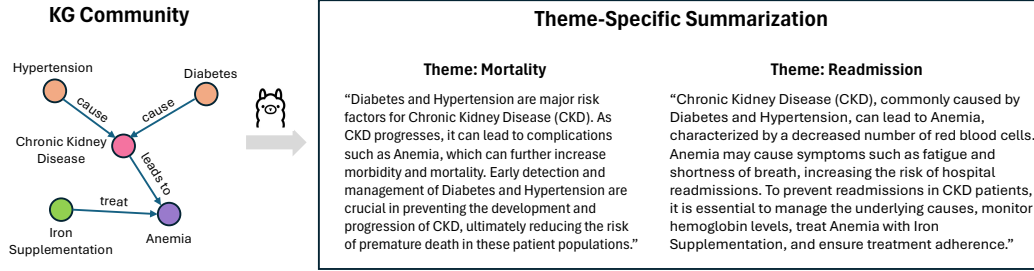 KG Community
Hypertension
Diabetes
cause
cause
Chronic Kidney
Disease
leads to
treat
Iron
Supplementation
Anemia
Theme-Specific Summarization
Theme: Mortality
“Diabetes and Hypertension are major risk
factors for Chronic Kidney Disease (CKD). As
CKD progresses, it can lead to complications
such as Anemia, which can further increase
morbidity and mortality. Early detection and
management of Diabetes and Hypertension are
crucial in preventing the development and
progression of CKD, ultimately reducing the risk
of premature death in these patient populations.”
Theme: Readmission
“Chronic Kidney Disease (CKD), commonly caused by
Diabetes and Hypertension, can lead to Anemia,
characterized by a decreased number of red blood cells.
Anemia may cause symptoms such as fatigue and
shortness of breath, increasing the risk of hospital
readmissions. To prevent readmissions in CKD patients,
it is essential to manage the underlying causes, monitor
hemoglobin levels, treat Anemia with Iron
Supplementation, and ensure treatment adherence.”